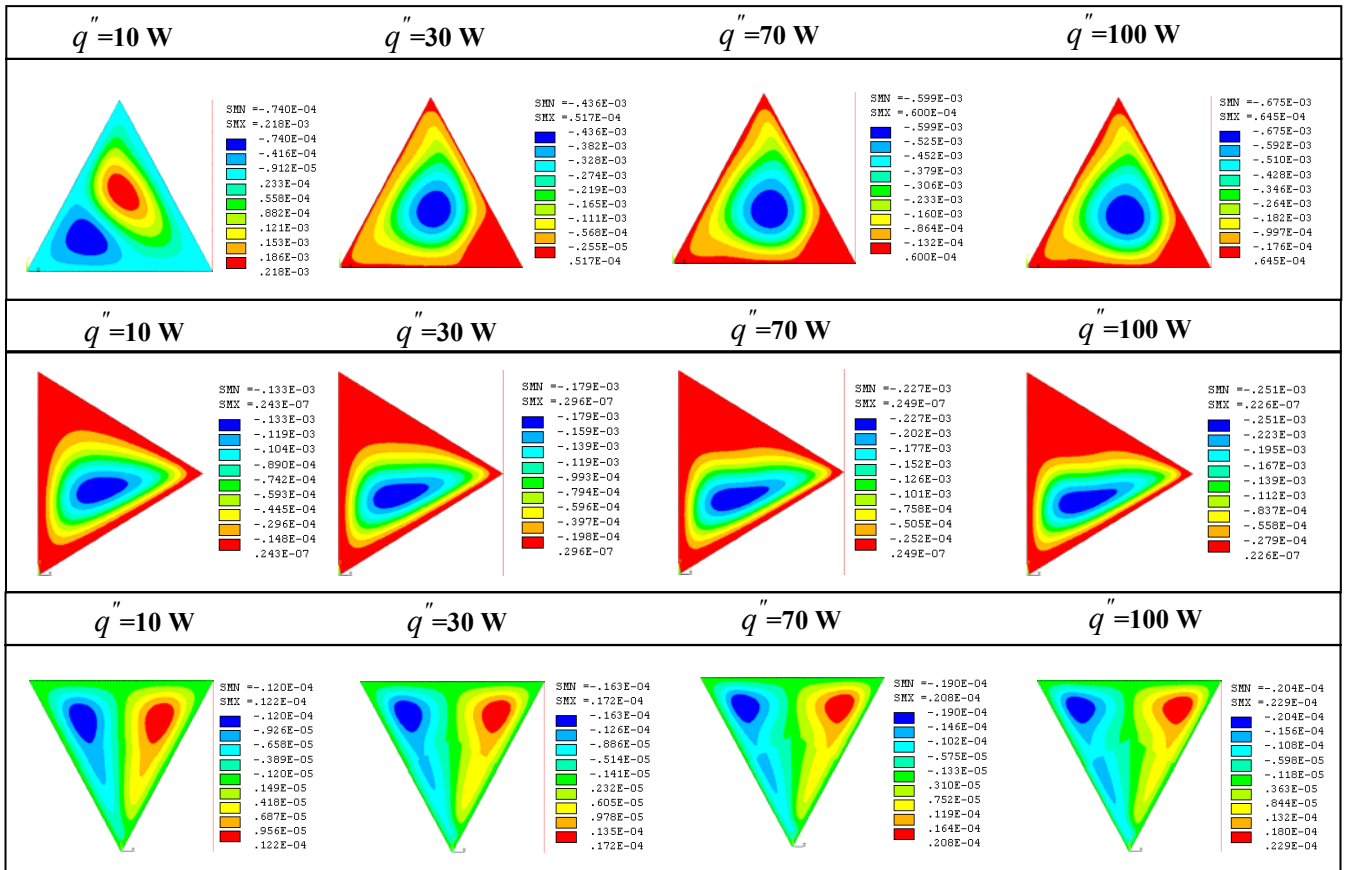 q″=10 W
q″=30 W
q″=70 W
q″=100 W
SMN =-.740E-04
SMX =.218E-03
-.740E-04
-.416E-04
-.912E-05
.233E-04
.558E-04
.882E-04
.121E-03
.153E-03
.186E-03
.218E-03
SMN =-.436E-03
SMX =.517E-04
-.436E-03
-.382E-03
-.328E-03
-.274E-03
-.219E-03
-.165E-03
-.111E-03
-.568E-04
-.255E-05
.517E-04
SMN =-.599E-03
SMX =.600E-04
-.599E-03
-.525E-03
-.452E-03
-.379E-03
-.306E-03
-.233E-03
-.160E-03
-.864E-04
-.132E-04
.600E-04
SMN =-.675E-03
SMX =.645E-04
-.675E-03
-.592E-03
-.510E-03
-.428E-03
-.346E-03
-.264E-03
-.182E-03
-.997E-04
-.176E-04
.645E-04
q″=10 W
q″=30 W
q″=70 W
q″=100 W
SMN =-.133E-03
SMX =.243E-07
-.133E-03
-.119E-03
-.104E-03
-.890E-04
-.742E-04
-.593E-04
-.445E-04
-.296E-04
-.148E-04
.243E-07
SMN =-.179E-03
SMX =.296E-07
-.179E-03
-.159E-03
-.139E-03
-.119E-03
-.993E-04
-.794E-04
-.596E-04
-.397E-04
-.198E-04
.296E-07
SMN =-.227E-03
SMX =.249E-07
-.227E-03
-.202E-03
-.177E-03
-.152E-03
-.126E-03
-.101E-03
-.758E-04
-.505E-04
-.252E-04
.249E-07
SMN =-.251E-03
SMX =.226E-07
-.251E-03
-.223E-03
-.195E-03
-.167E-03
-.139E-03
-.112E-03
-.837E-04
-.558E-04
-.279E-04
.226E-07
q″=10 W
q″=30 W
q″=70 W
q″=100 W
SMN =-.120E-04
SMX =.122E-04
-.120E-04
-.926E-05
-.658E-05
-.389E-05
-.120E-05
.149E-05
.418E-05
.687E-05
.956E-05
.122E-04
SMN =-.163E-04
SMX =.172E-04
-.163E-04
-.126E-04
-.886E-05
-.514E-05
-.141E-05
.232E-05
.605E-05
.978E-05
.135E-04
.172E-04
SMN =-.190E-04
SMX =.208E-04
-.190E-04
-.146E-04
-.102E-04
-.575E-05
-.133E-05
.310E-05
.752E-05
.119E-04
.164E-04
.208E-04
SMN =-.204E-04
SMX =.229E-04
-.204E-04
-.156E-04
-.108E-04
-.598E-05
-.118E-05
.363E-05
.844E-05
.132E-04
.180E-04
.229E-04